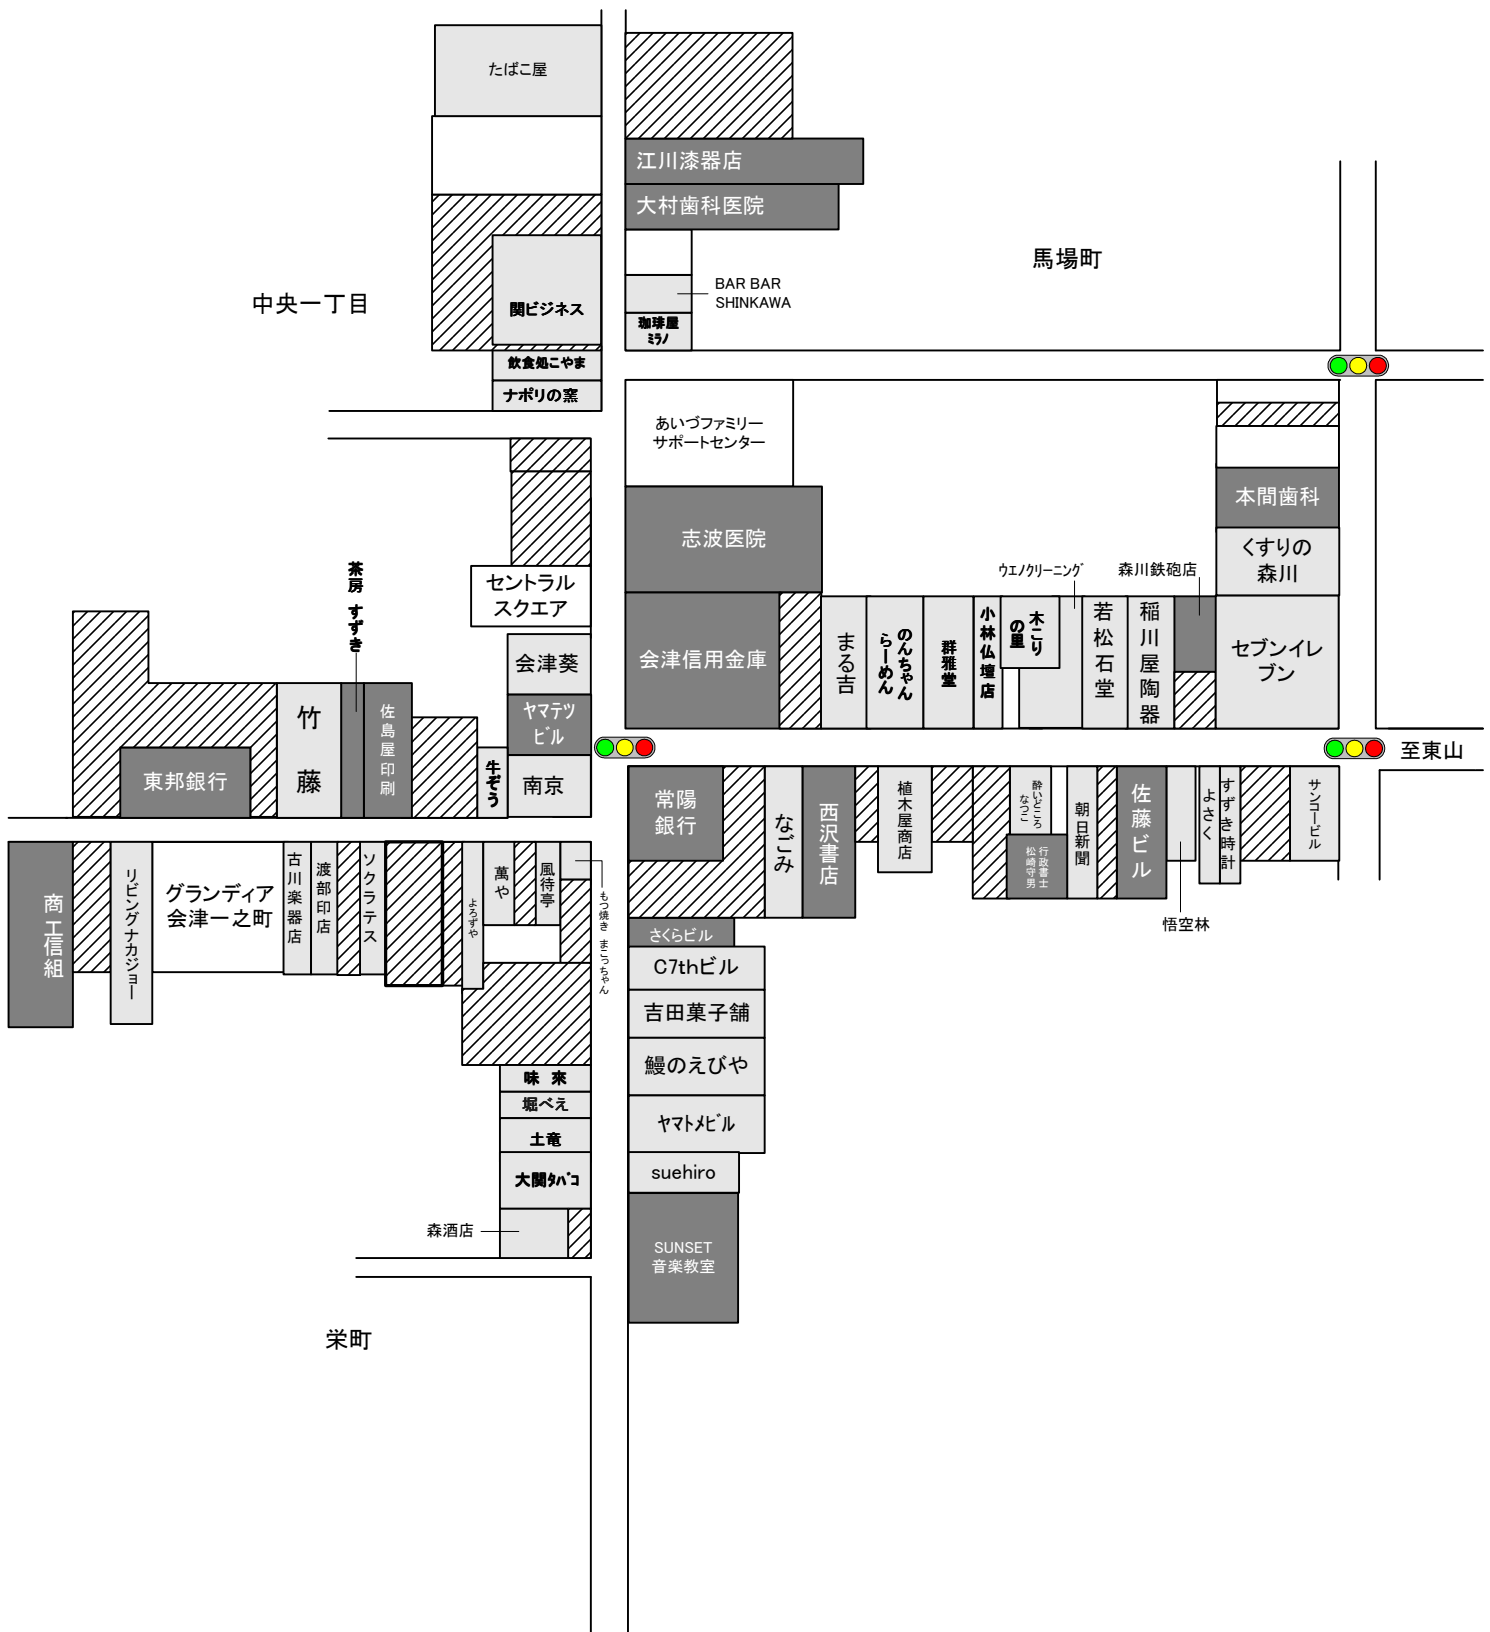 たばこ屋
江川漆器店
大村歯科医院
馬場町
中央一丁目
関ビジネス
BAR BAR
SHINKAWA
珈琲屋
ミラノ
飲食処こやま
ナポリの窯
あいづファミリー
サポートセンター
志波医院
本間歯科
くすりの
森川
セントラル
スクエア
茶房 すずき
ウエノクリーニング
森川鉄砲店
会津葵
会津信用金庫
まる吉
のんちゃん
らーめん
群雅堂
小林仏壇店
木こり
の里
若松石堂
稲川屋陶器
セブンイレ
ブン
竹藤
佐島屋印刷
ヤマテツ
ビル
東邦銀行
牛ぞう
南京
至東山
常陽
銀行
なごみ
西沢書店
植木屋商店
酔いどころ
なつこ
行政書士
松崎守男
朝日新聞
佐藤ビル
悟空林
よさく
すずき時計
サンコービル
商工信組
リビングナカジョー
グランディア
会津一之町
古川楽器店
渡部印店
ソクラテス
よろずや
萬や
風待亭
もつ焼き まこっちゃん
さくらビル
C7thビル
吉田菓子舗
鰻のえびや
ヤマトメビル
suehiro
SUNSET
音楽教室
味 來
堀べえ
土竜
大関タバコ
森酒店
栄町